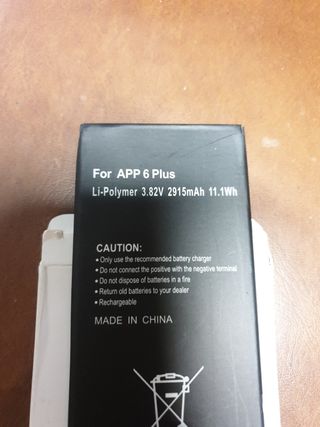 For APP 6 Plus
Li-Polymer 3.82V 2915mAh 11.1Wh
CAUTION:
• Only use the recommended battery charger
• Do not connect the positive with the negative terminal
• Do not dispose of batteries in a fire
• Return old batteries to your dealer
• Rechargeable
MADE IN CHINA